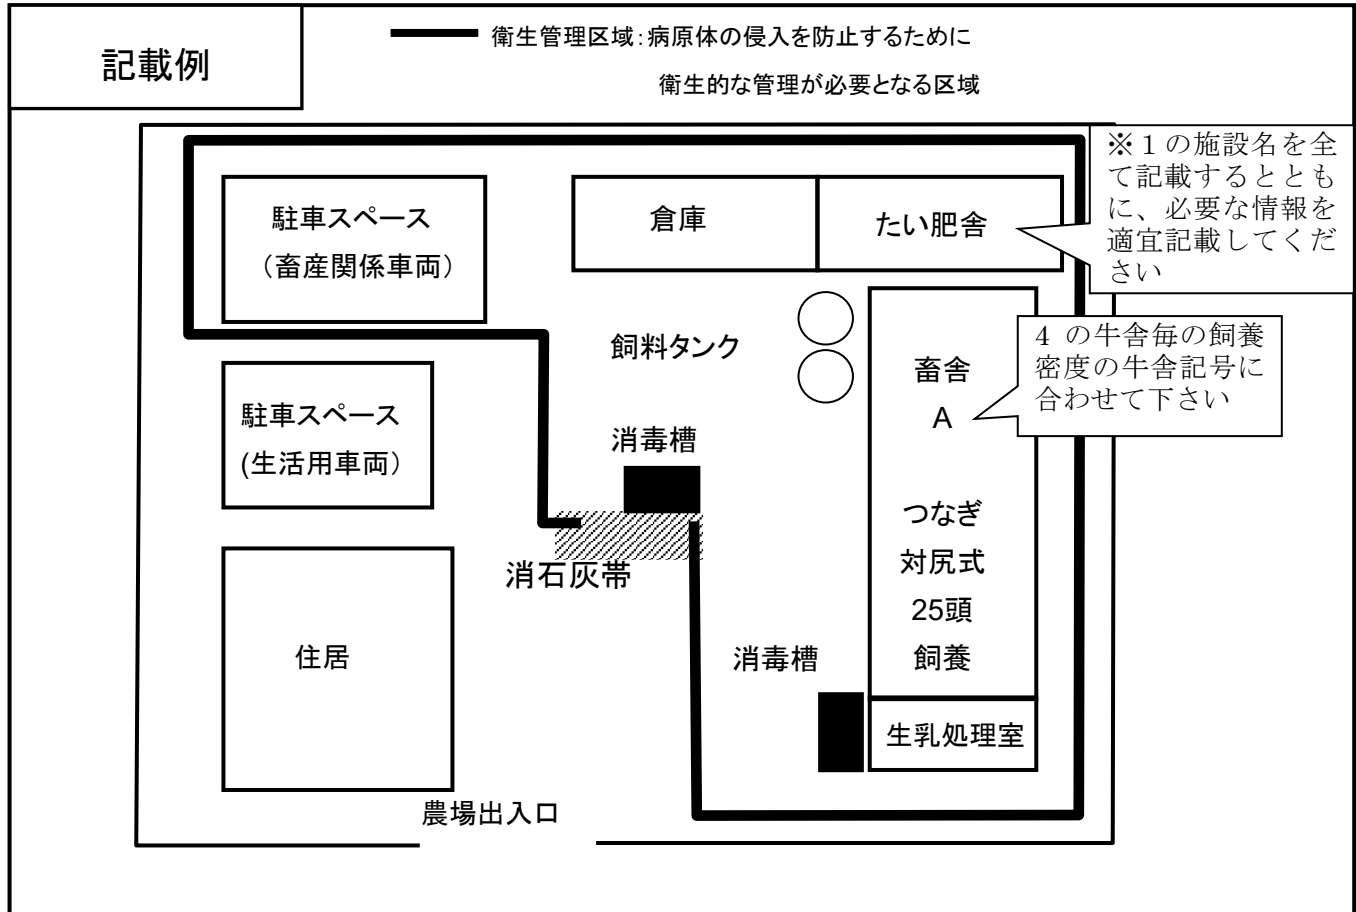 記載例
衛生管理区域:病原体の侵入を防止するために
衛生的な管理が必要となる区域
※1の施設名を全
て記載するととも
に、必要な情報を
適宜記載してくだ
さい
駐車スペース
（畜産関係車両）
倉庫
たい肥舎
飼料タンク
畜舎
A
4 の牛舎毎の飼養
密度の牛舎記号に
合わせて下さい
駐車スペース
(生活用車両）
消毒槽
つなぎ
対尻式
25頭
飼養
消石灰帯
住居
消毒槽
生乳処理室
農場出入口